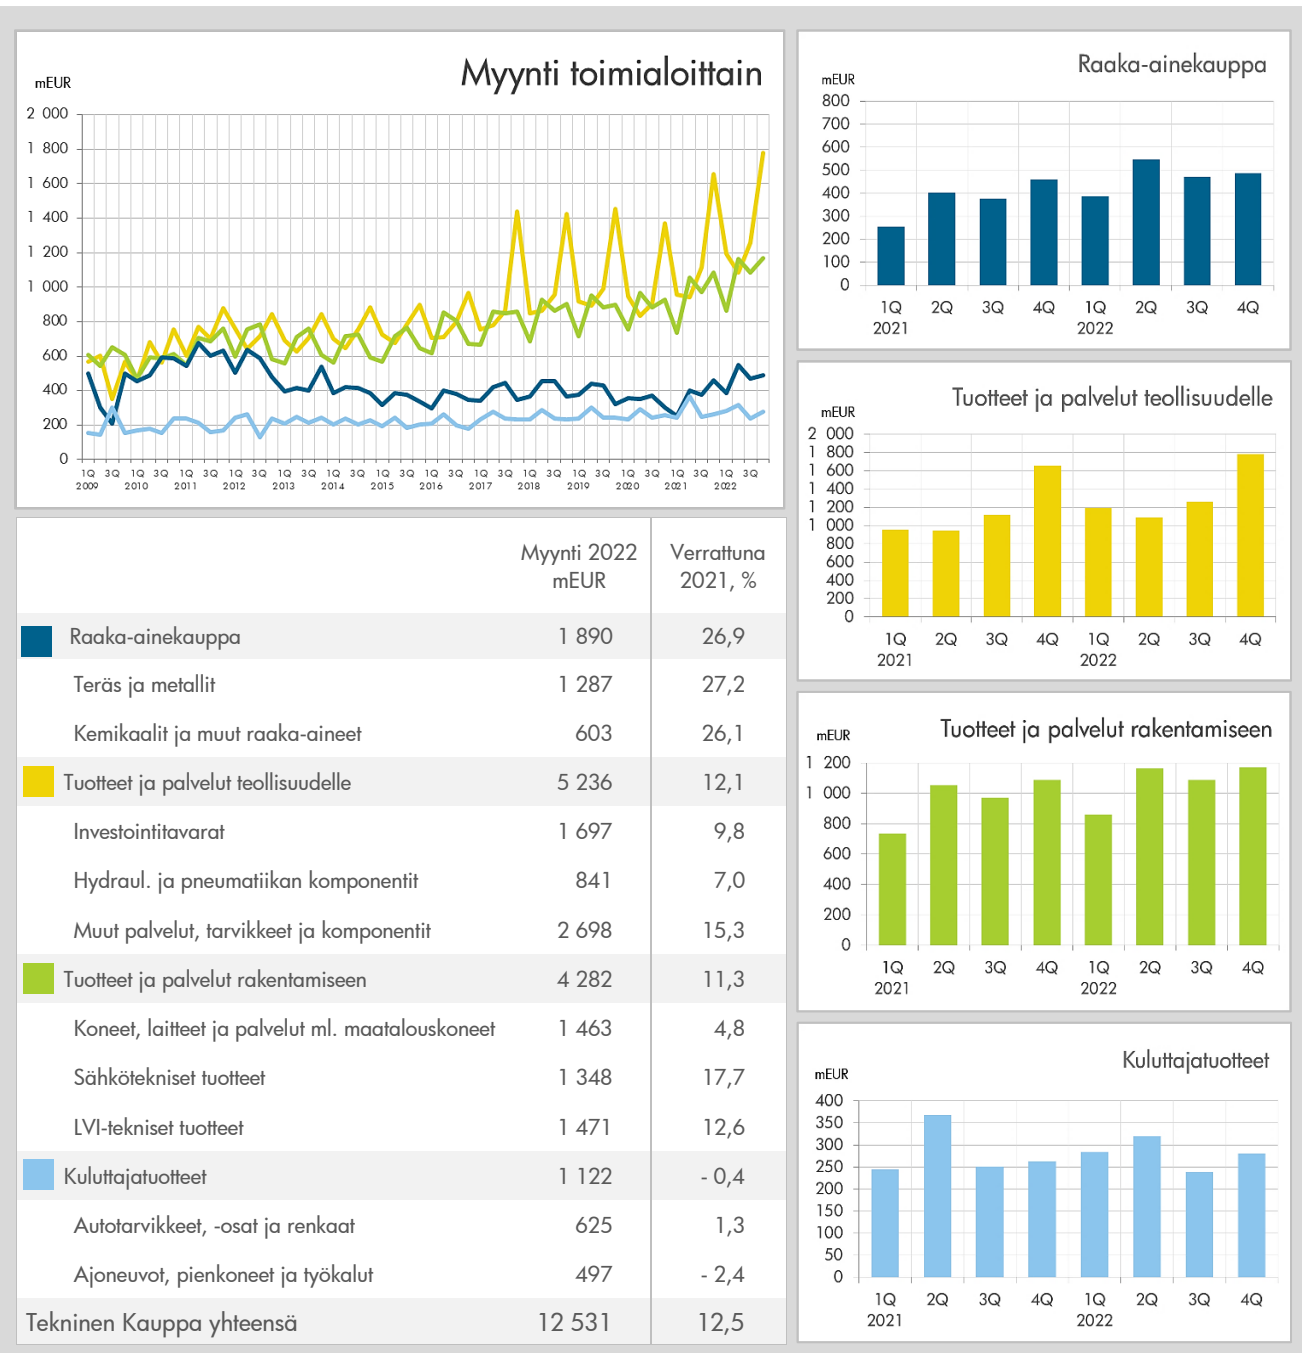 Myynti toimialoittain
mEUR
2 000
1 800
1 600
1 400
1 200
1 000
800
600
400
200
0
1Q 3Q 1Q 3Q 1Q 3Q 1Q 3Q 1Q 3Q 1Q 3Q 1Q 3Q 1Q 3Q 1Q 3Q 1Q 3Q 1Q 3Q 1Q 3Q 1Q 3Q 1Q 3Q
2009 2010 2011 2012 2013 2014 2015 2016 2017 2018 2019 2020 2021 2022
Myynti 2022 Verrattuna
mEUR 2021, %
Raaka-ainekauppa 1 890 26,9
Teräs ja metallit 1 287 27,2
Kemikaalit ja muut raaka-aineet 603 26,1
Tuotteet ja palvelut teollisuudelle 5 236 12,1
Investointitavarat 1 697 9,8
Hydraul. ja pneumatiikan komponentit 841 7,0
Muut palvelut, tarvikkeet ja komponentit 2 698 15,3
Tuotteet ja palvelut rakentamiseen 4 282 11,3
Koneet, laitteet ja palvelut ml. maatalouskoneet 1 463 4,8
Sähkötekniset tuotteet 1 348 17,7
LVI-tekniset tuotteet 1 471 12,6
Kuluttajatuotteet 1 122 - 0,4
Autotarvikkeet, -osat ja renkaat 625 1,3
Ajoneuvot, pienkoneet ja työkalut 497 - 2,4
Tekninen Kauppa yhteensä 12 531 12,5
Raaka-ainekauppa
mEUR
800
700
600
500
400
300
200
100
0
1Q 2Q 3Q 4Q 1Q 2Q 3Q 4Q
2021 2022
Tuotteet ja palvelut teollisuudelle
mEUR
2 000
1 800
1 600
1 400
1 200
1 000
800
600
400
200
0
1Q 2Q 3Q 4Q 1Q 2Q 3Q 4Q
2021 2022
Tuotteet ja palvelut rakentamiseen
mEUR
1 200
1 000
800
600
400
200
0
1Q 2Q 3Q 4Q 1Q 2Q 3Q 4Q
2021 2022
Kuluttajatuotteet
mEUR
400
350
300
250
200
150
100
50
0
1Q 2Q 3Q 4Q 1Q 2Q 3Q 4Q
2021 2022